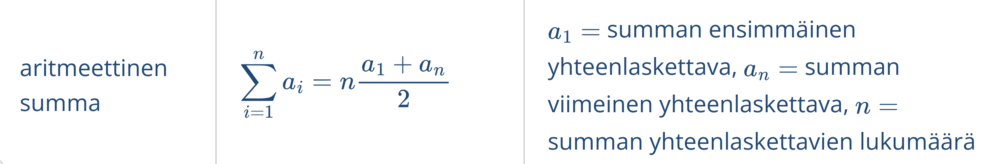 aritmeettinen
summa
$\sum_{i=1}^{n} a_i = n\frac{a_1 + a_n}{2}$
$a_1 =$ summan ensimmäinen
yhteenlaskettava, $a_n =$ summan
viimeinen yhteenlaskettava, $n =$
summan yhteenlaskettavien lukumäärä